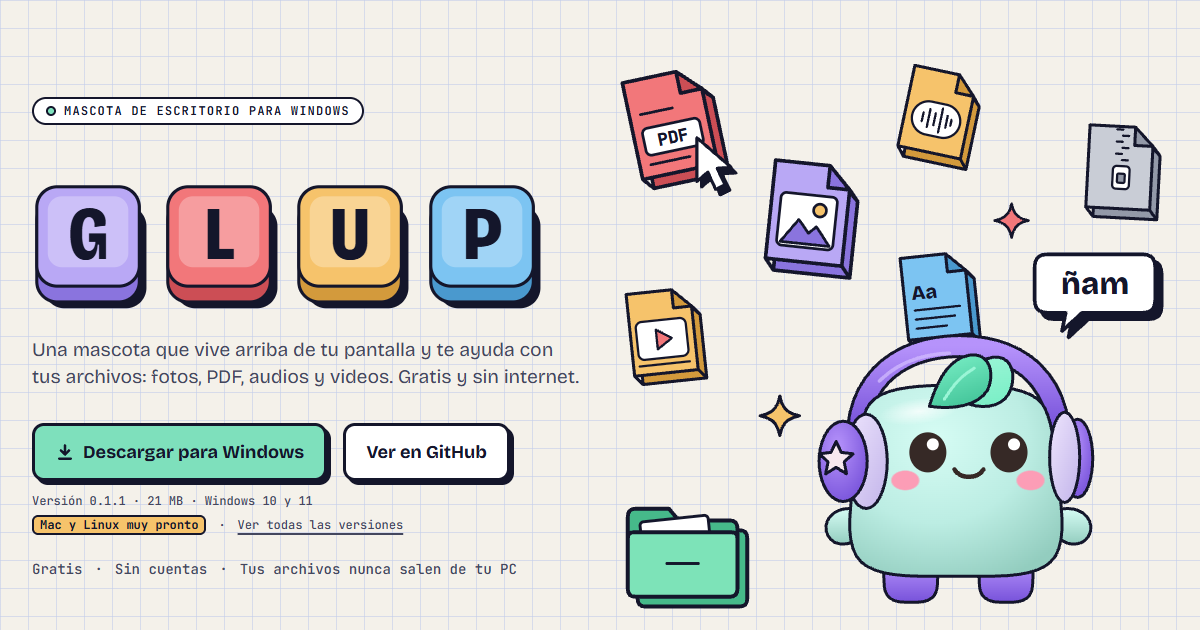 MASCOTA DE ESCRITORIO PARA WINDOWS
GLUP
Una mascota que vive arriba de tu pantalla y te ayuda con
tus archivos: fotos, PDF, audios y videos. Gratis y sin internet.
Descargar para Windows
Ver en GitHub
Versión 0.1.1 · 21 MB · Windows 10 y 11
Mac y Linux muy pronto · Ver todas las versiones
Gratis · Sin cuentas · Tus archivos nunca salen de tu PC
PDF
Aa
ñam